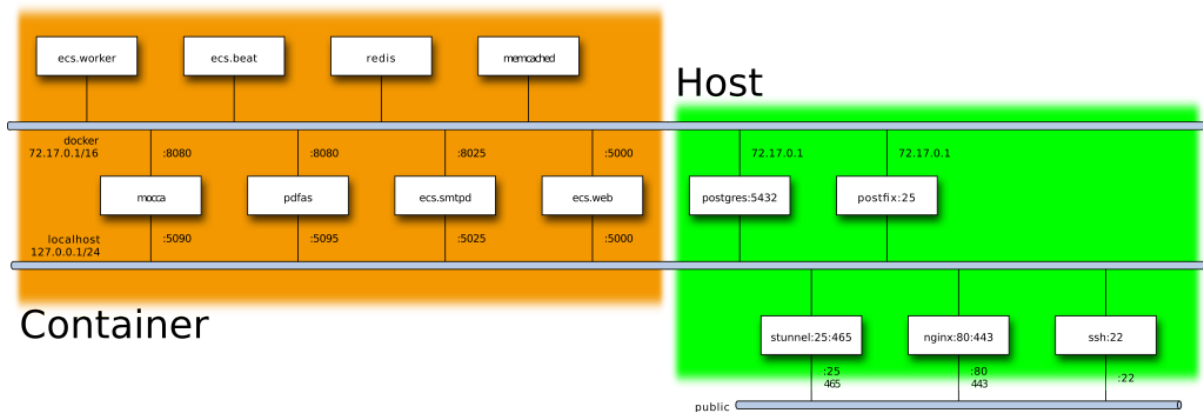 ecs.worker
ecs.beat
redis
memcached
Host
docker
72.17.0.1/16
:8080
:8080
:8025
:5000
72.17.0.1
72.17.0.1
mocca
pdfas
ecs.smtpd
ecs.web
postgres:5432
postfix:25
localhost
127.0.0.1/24
:5090
:5095
:5025
:5000
Container
stunnel:25:465
nginx:80:443
ssh:22
:25
465
:80
443
:22
public